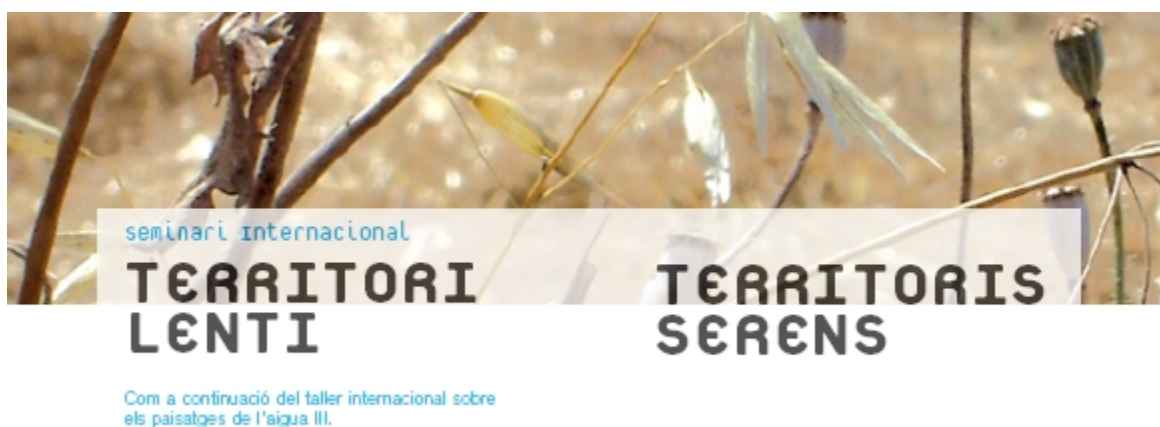 seminari internacional
TERRITORI
LENTI
TERRITORIS
SERENS
Com a continuació del taller internacional sobre
els paisatges de l'aigua III.